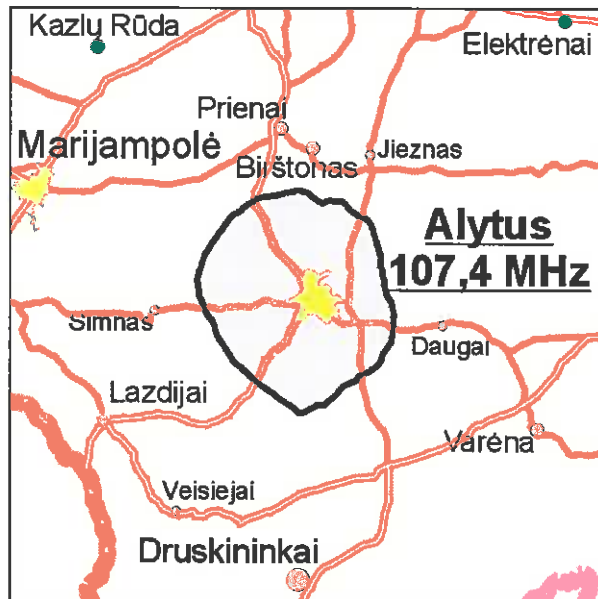 Kazlų Rūda
Elektrėnai
Prienai
Marijampolė
Jieznas
Birštonas
Alytus
107,4 MHz
Simnas
Daugai
Lazdijai
Varėna
Veisiejai
Druskininkai